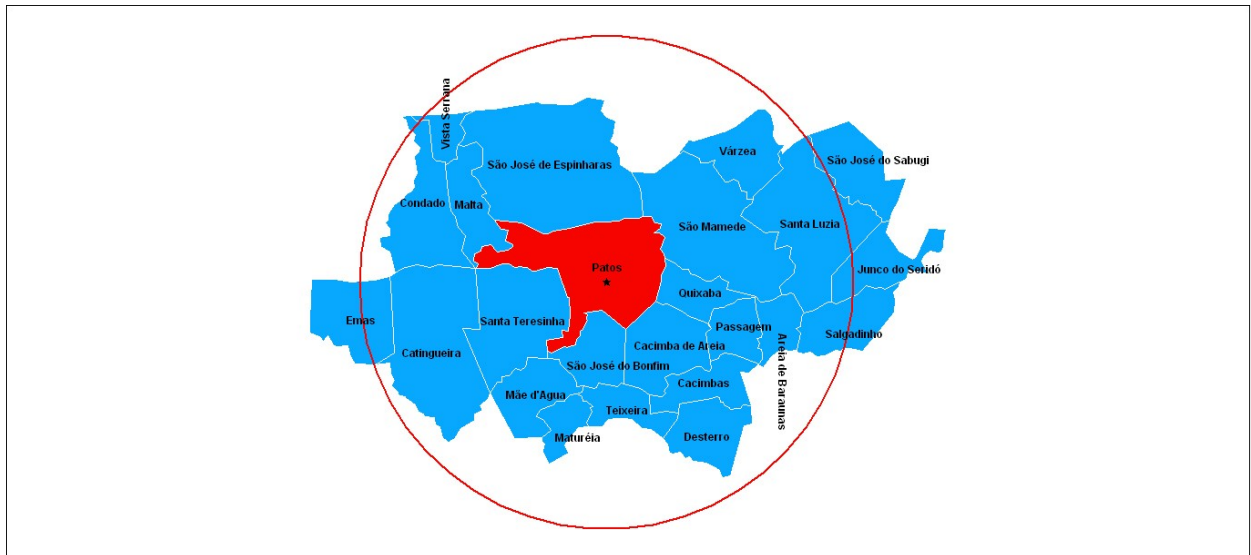 Vista Serrana
Várzea
São José do Sabugi
São José de Espinharas
Condado
Malta
São Mamede
Santa Luzia
Patos
Junco do Seridó
Quixaba
Emas
Santa Teresinha
Passagem
Salgadinho
Cacimba de Areia
Catingueira
São José do Bonfim
Areia de Baraunas
Cacimbas
Mãe d'Agua
Teixeira
Maturéia
Desterro